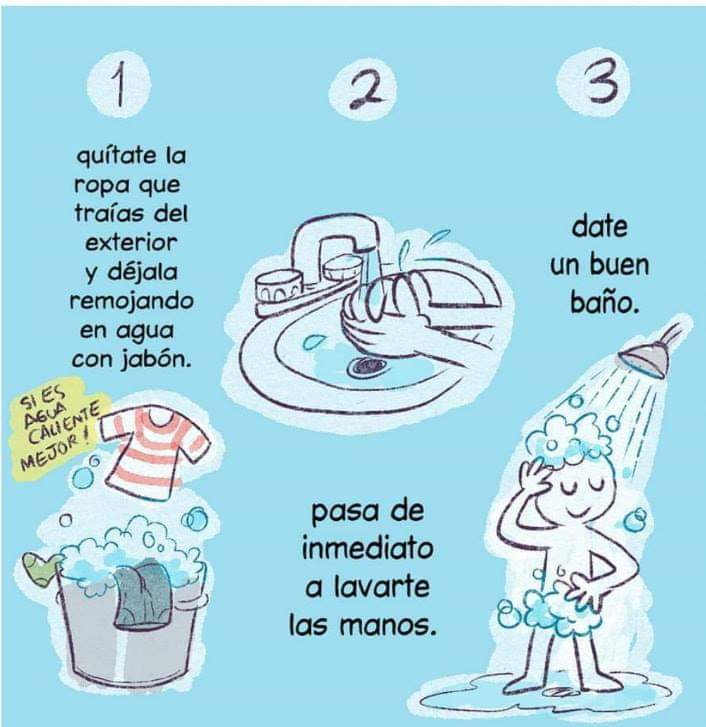 1
quítate la
ropa que
traías del
exterior
y déjala
remojando
en agua
con jabón.
SI ES
AGUA
CALIENTE
MEJOR!
2
pasa de
inmediato
a lavarte
las manos.
3
date
un buen
baño.